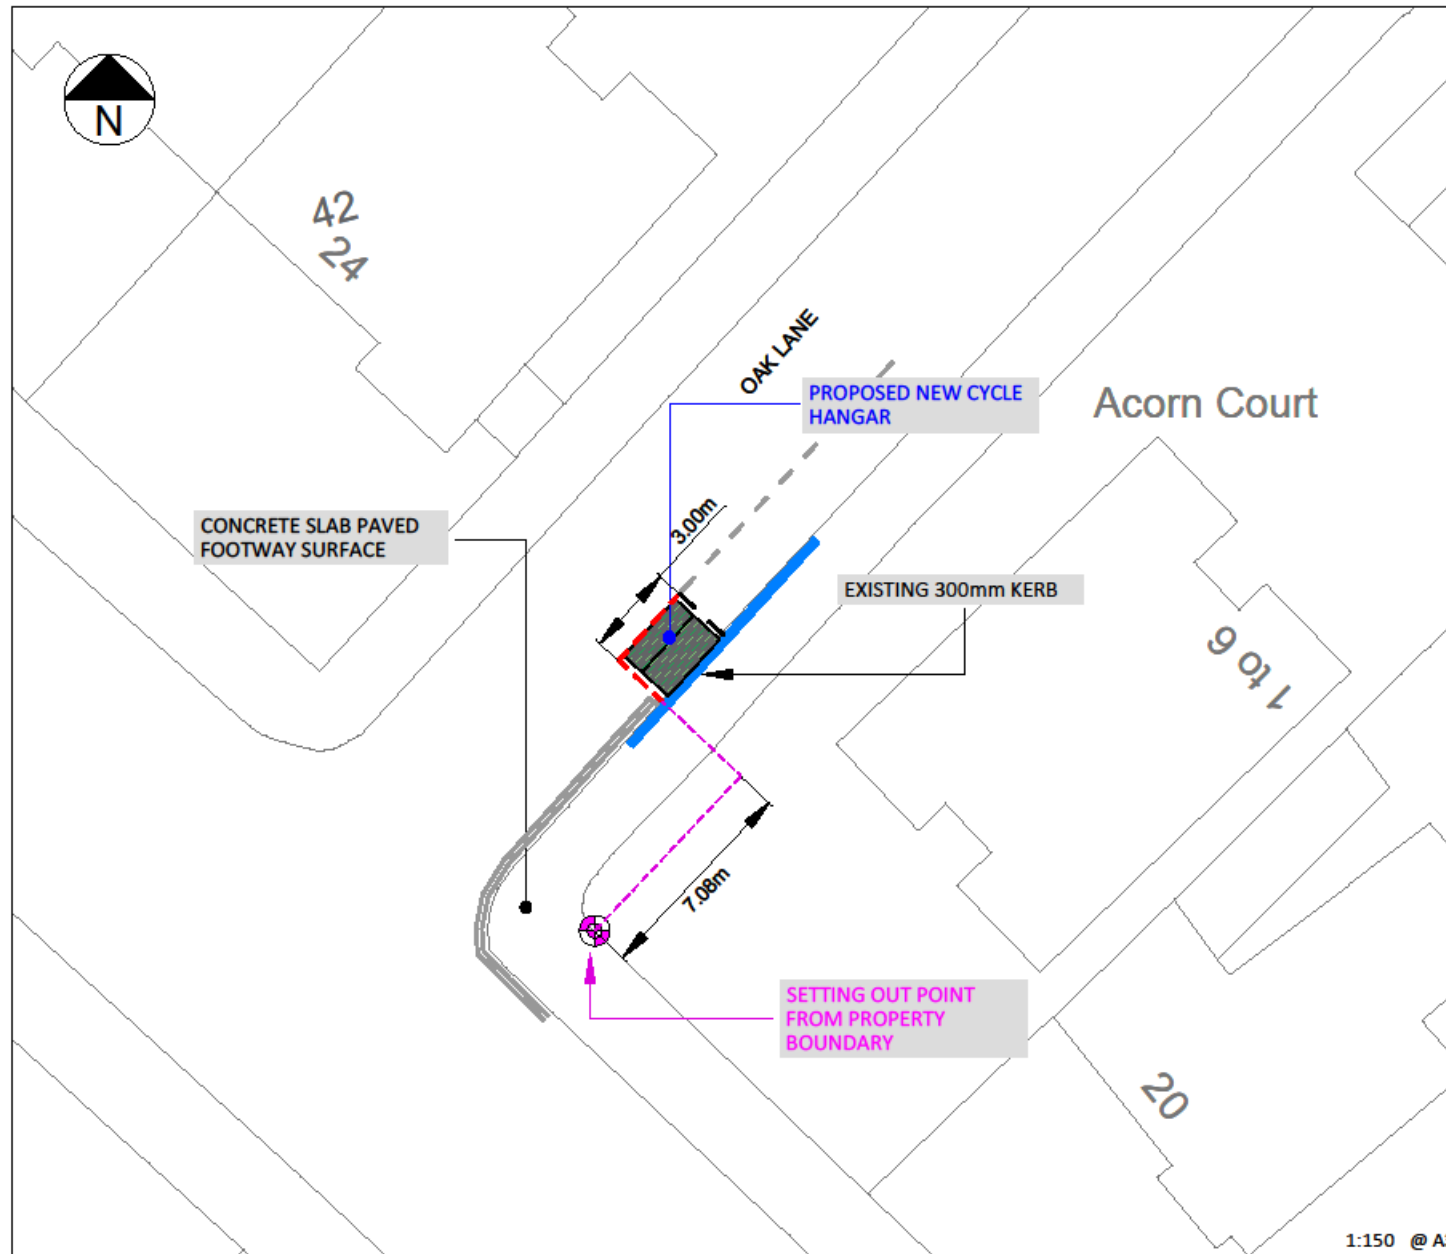 N
42
24
OAK LANE
PROPOSED NEW CYCLE
HANGAR
Acorn Court
3.00m
CONCRETE SLAB PAVED
FOOTWAY SURFACE
EXISTING 300mm KERB
1 to 6
7.08m
SETTING OUT POINT
FROM PROPERTY
BOUNDARY
20
1:150 @